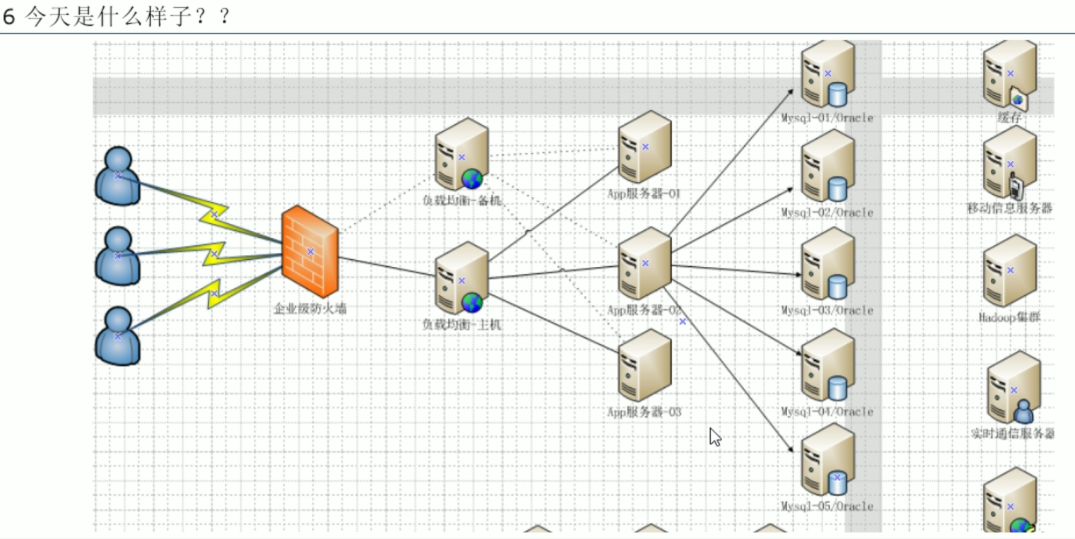 6 今天是什么样子？？
Mysql-01/Oracle
缓存
负载均衡-备机
App服务器-01
Mysql-02/Oracle
移动信息服务器
企业级防火墙
负载均衡-主机
App服务器-02
Mysql-03/Oracle
Hadoop集群
App服务器-03
Mysql-04/Oracle
实时通信服务器
Mysql-05/Oracle